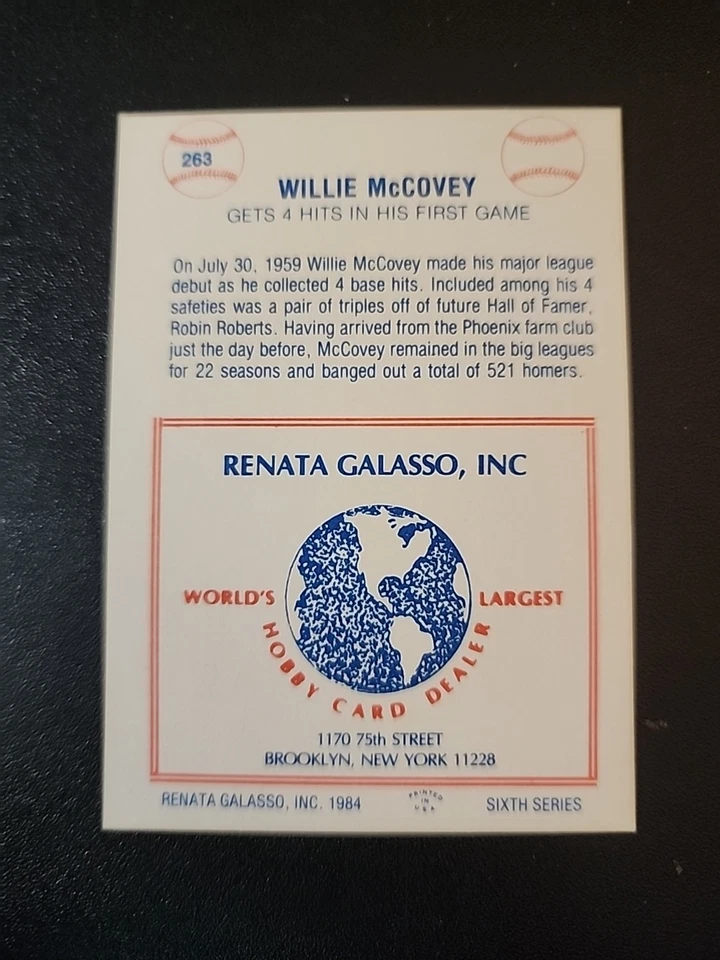 263
WILLIE McCOVEY
GETS 4 HITS IN HIS FIRST GAME
On July 30, 1959 Willie McCovey made his major league
debut as he collected 4 base hits. Included among his 4
safeties was a pair of triples off of future Hall of Famer,
Robin Roberts. Having arrived from the Phoenix farm club
just the day before, McCovey remained in the big leagues
for 22 seasons and banged out a total of 521 homers.
RENATA GALASSO, INC
WORLD'S LARGEST
HOBBY CARD DEALER
1170 75th STREET
BROOKLYN, NEW YORK 11228
RENATA GALASSO, INC. 1984
PRINTED
IN
U.S.A.
SIXTH SERIES